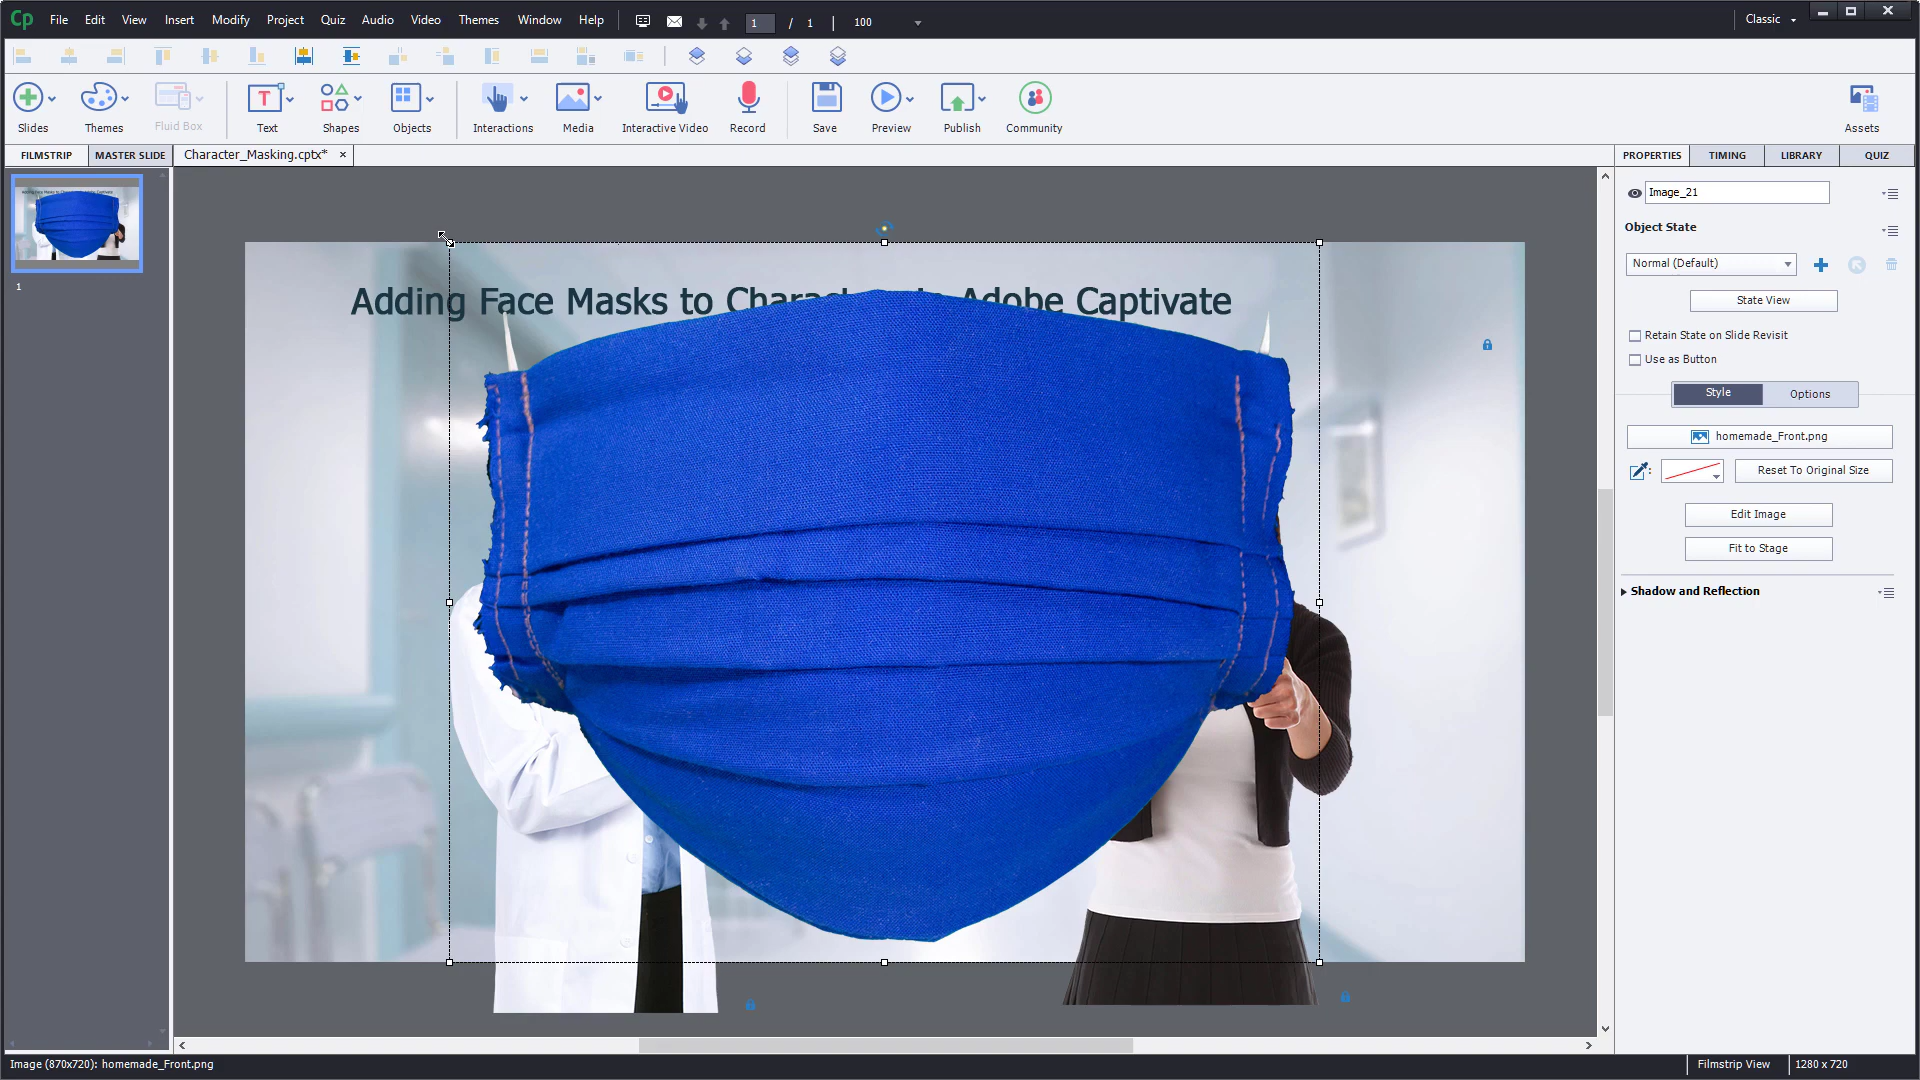 Cp File Edit View Insert Modify Project Quiz Audio Video Themes Window Help 1 / 1 100 Classic
Slides Themes Fluid Box Text Shapes Objects Interactions Media Interactive Video Record Save Preview Publish Community Assets
FILMSTRIP MASTER SLIDE Character_Masking.cptx* PROPERTIES TIMING LIBRARY QUIZ
Image_21
Object State
Normal (Default)
State View
Retain State on Slide Revisit
Use as Button
Style Options
homemade_Front.png
Reset To Original Size
Edit Image
Fit to Stage
Shadow and Reflection
1
Adding Face Masks to Adobe Captivate
Image (870x720): homemade_Front.png Filmstrip View 1280 x 720